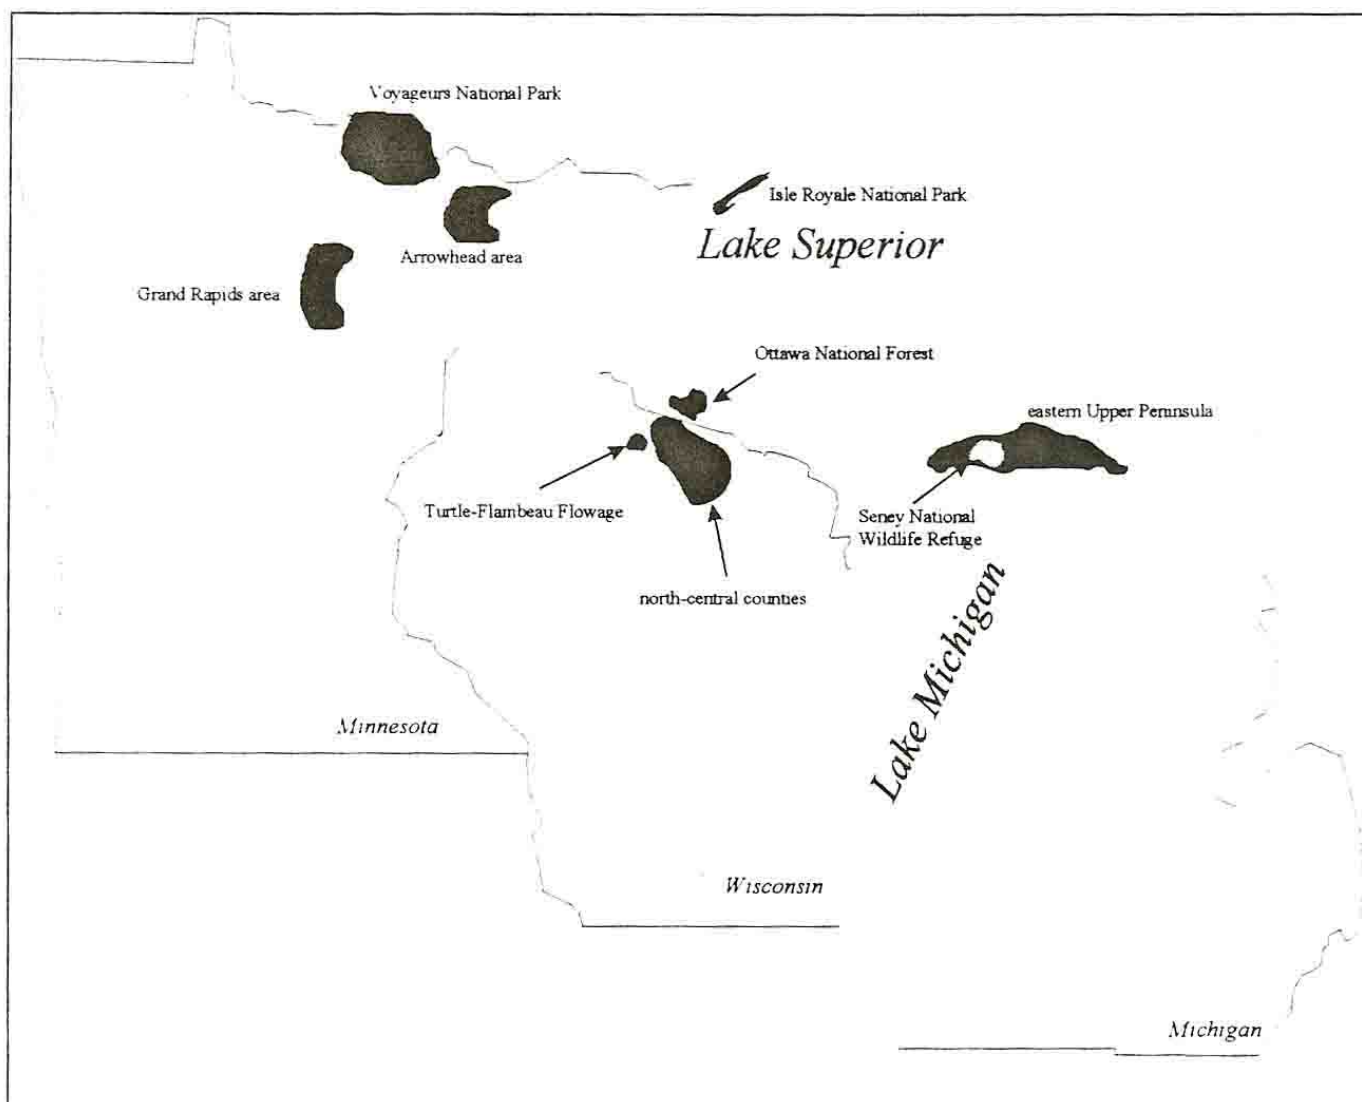 Voyageurs National Park
Isle Royale National Park
Lake Superior
Arrowhead area
Grand Rapids area
Ottawa National Forest
eastern Upper Peninsula
Turtle-Flambeau Flowage
Seney National
Wildlife Refuge
north-central counties
Lake Michigan
Minnesota
Wisconsin
Michigan